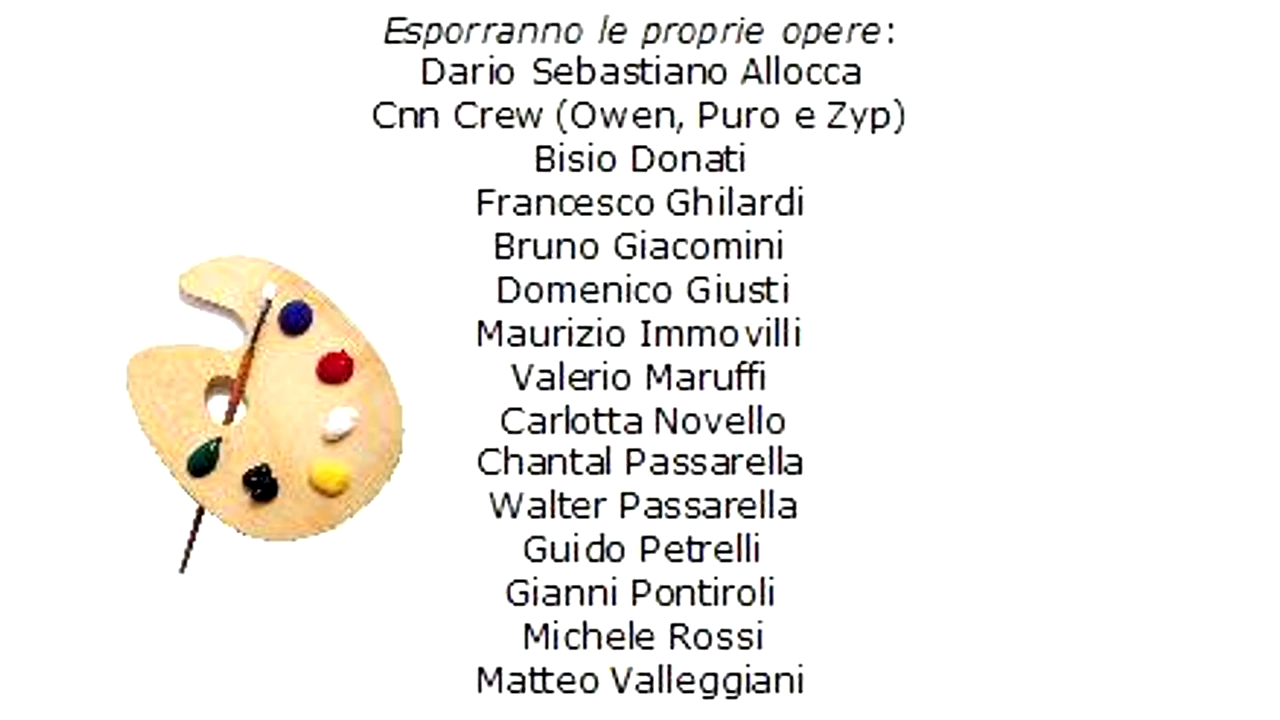 Esporranno le proprie opere:
Dario Sebastiano Allocca
Cnn Crew (Owen, Puro e Zyp)
Bisio Donati
Francesco Ghilardi
Bruno Giacomini
Domenico Giusti
Maurizio Immovilli
Valerio Maruffi
Carlotta Novello
Chantal Passarella
Walter Passarella
Guido Petrelli
Gianni Pontiroli
Michele Rossi
Matteo Valleggiani